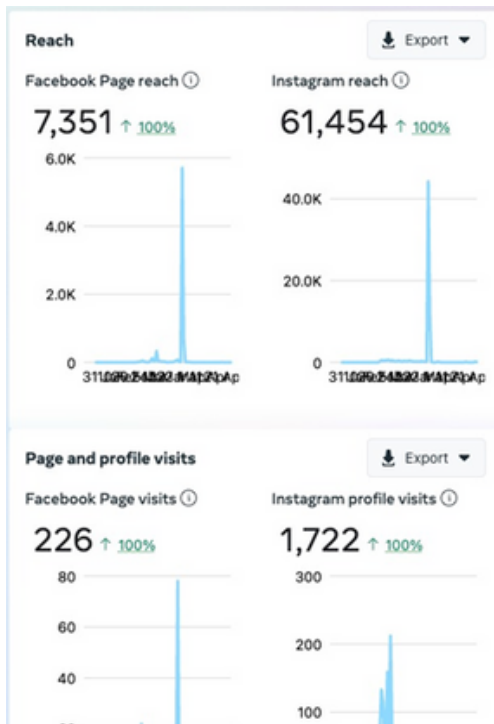 Reach
Export
Facebook Page reach
Instagram reach
7,351 ↑ 100%
61,454 ↑ 100%
6.0K
4.0K
2.0K
0
40.0K
20.0K
0
Page and profile visits
Export
Facebook Page visits
Instagram profile visits
226 ↑ 100%
1,722 ↑ 100%
80
60
40
300
200
100